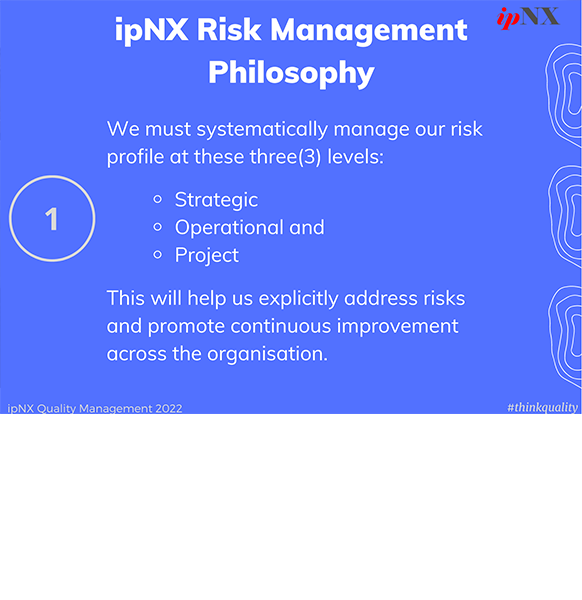 ipNX
ipNX Risk Management
Philosophy
We must systematically manage our risk
profile at these three(3) levels:
Strategic
Operational and
Project
1
This will help us explicitly address risks
and promote continuous improvement
across the organisation.
ipNX Quality Management 2022
#thinkquality